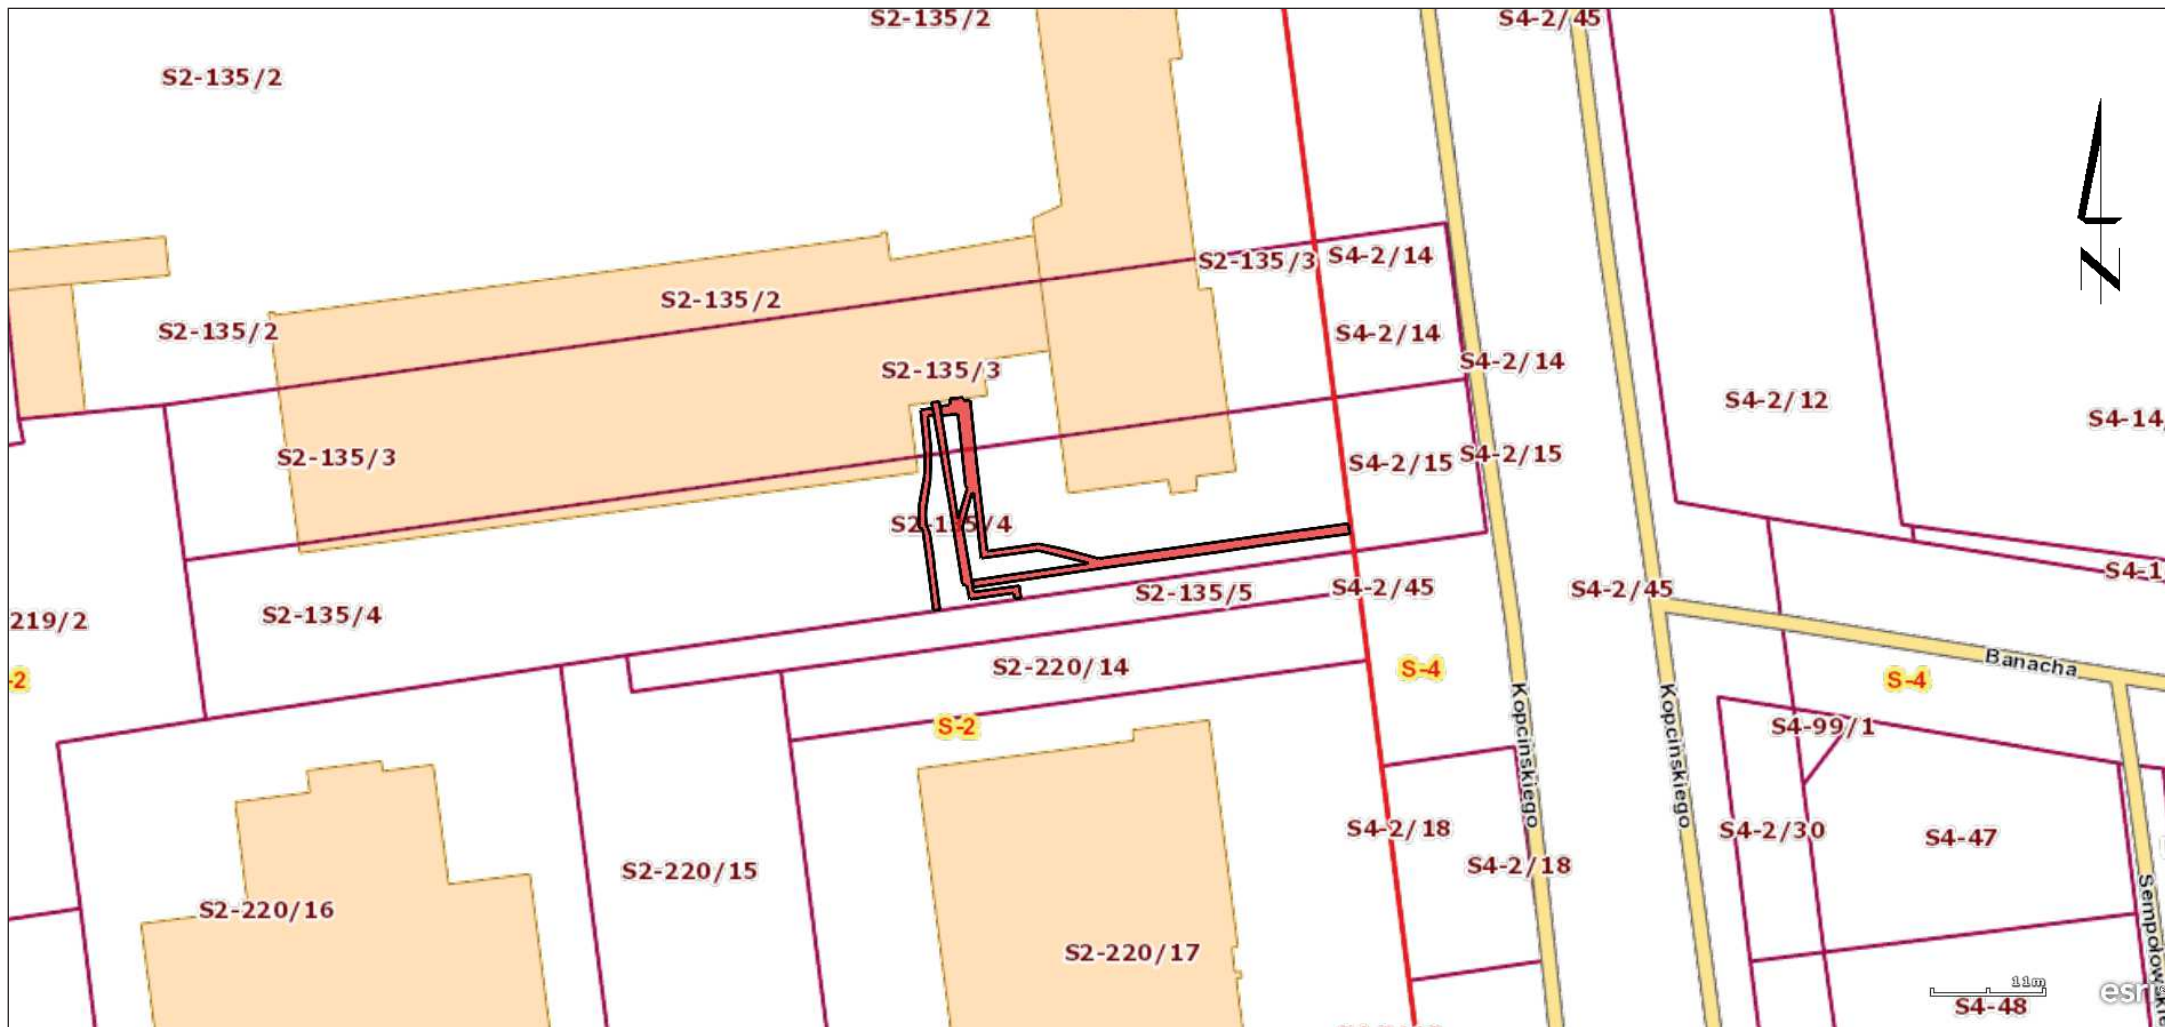 S2-135/2
S4-2/45
S2-135/2
S2-135/3
S4-2/14
S2-135/2
S2-135/2
S4-2/14
S4-2/14
S2-135/3
S4-2/12
S4-14
S2-135/3
S4-2/15
S4-2/15
S2-135/4
S4-1
S2-135/5
S4-2/45
S4-2/45
219/2
S2-135/4
S2-220/14
S-4
Banacha
-2
S-4
S-2
S4-99/1
Kopcińskiego
Kopcińskiego
S4-2/18
S4-2/30
S4-47
S4-2/18
S2-220/15
S2-220/16
S2-220/17
11m
esri
S4-48
N